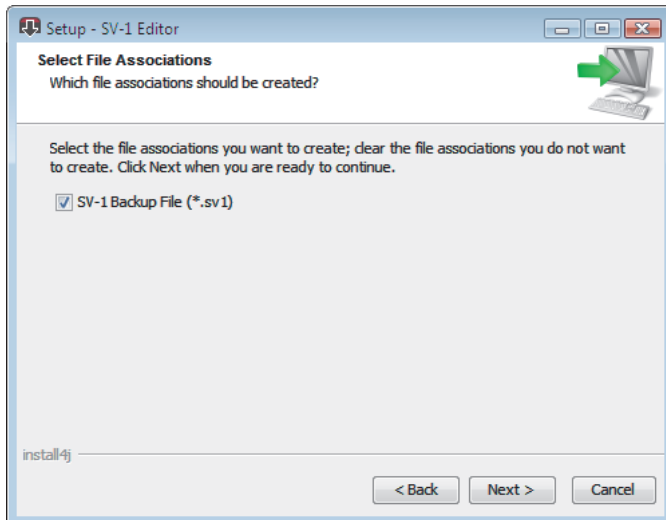 Setup - SV-1 Editor
Select File Associations
Which file associations should be created?
Select the file associations you want to create; clear the file associations you do not want
to create. Click Next when you are ready to continue.
SV-1 Backup File (*.sv1)
install4j
< Back
Next >
Cancel